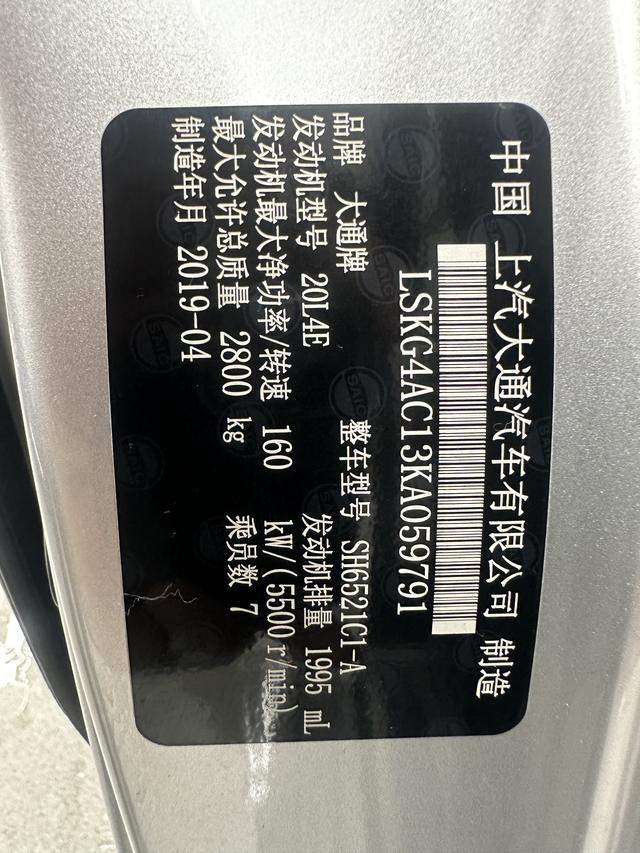 中国 上汽大通汽车有限公司 制造
LSKG4AC13KA059791
品牌 大通牌 整车型号 SH6521C1-A
发动机型号 20L4E 发动机排量 1995 mL
发动机最大净功率/转速 160 kW/(5500r/min)
最大允许总质量 2800 kg 乘员数 7
制造年月 2019-04